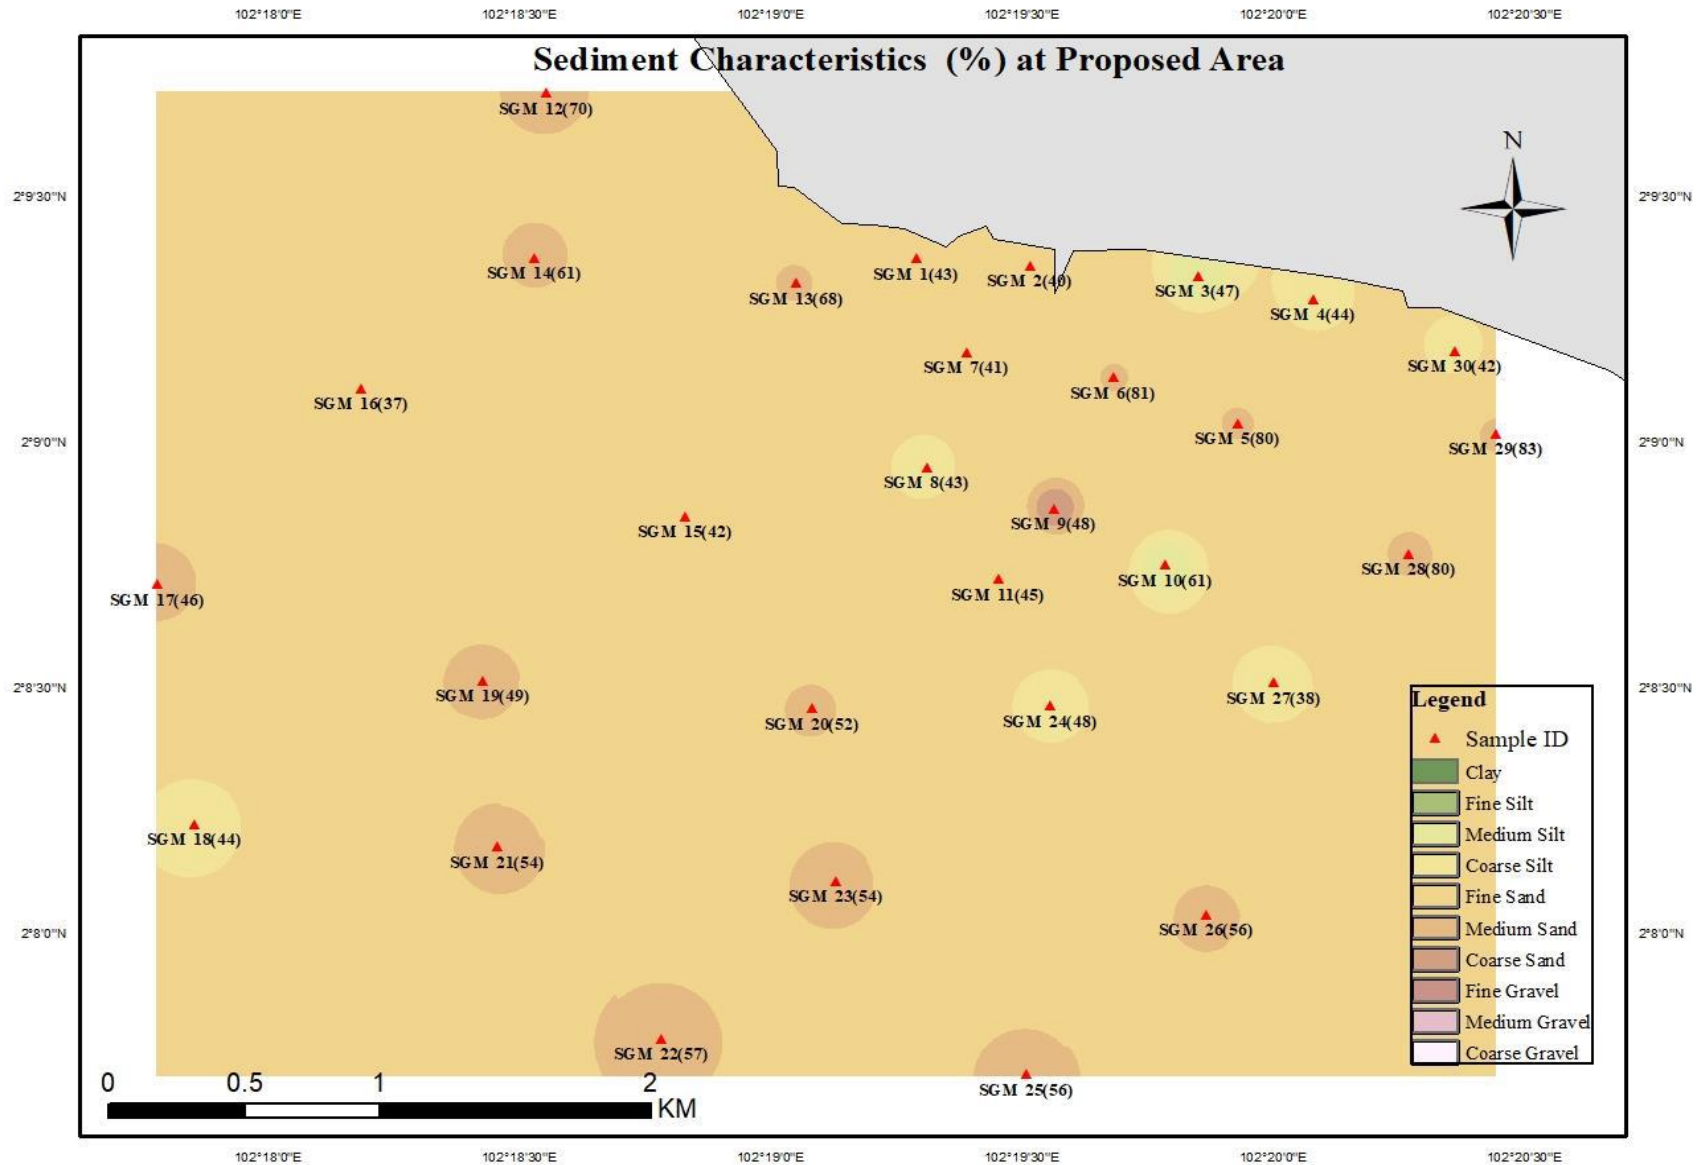 102°18'0"E 102°18'30"E 102°19'0"E 102°19'30"E 102°20'0"E 102°20'30"E
Sediment Characteristics (%) at Proposed Area
SGM 12(70)
N
2°9'30"N 2°9'30"N
SGM 14(61)
SGM 1(43)
SGM 2(40)
SGM 13(68)
SGM 3(47)
SGM 4(44)
SGM 7(41)
SGM 30(42)
SGM 6(81)
SGM 16(37)
SGM 5(80)
2°9'0"N 2°9'0"N
SGM 29(83)
SGM 8(43)
SGM 9(48)
SGM 15(42)
SGM 28(80)
SGM 10(61)
SGM 11(45)
SGM 17(46)
2°8'30"N 2°8'30"N
SGM 19(49)
SGM 27(38)
SGM 24(48)
SGM 20(52)
SGM 18(44)
SGM 21(54)
SGM 23(54)
SGM 26(56)
2°8'0"N 2°8'0"N
SGM 22(57)
SGM 25(56)
Legend
Sample ID
Clay
Fine Silt
Medium Silt
Coarse Silt
Fine Sand
Medium Sand
Coarse Sand
Fine Gravel
Medium Gravel
Coarse Gravel
0 0.5 1 2
KM
102°18'0"E 102°18'30"E 102°19'0"E 102°19'30"E 102°20'0"E 102°20'30"E